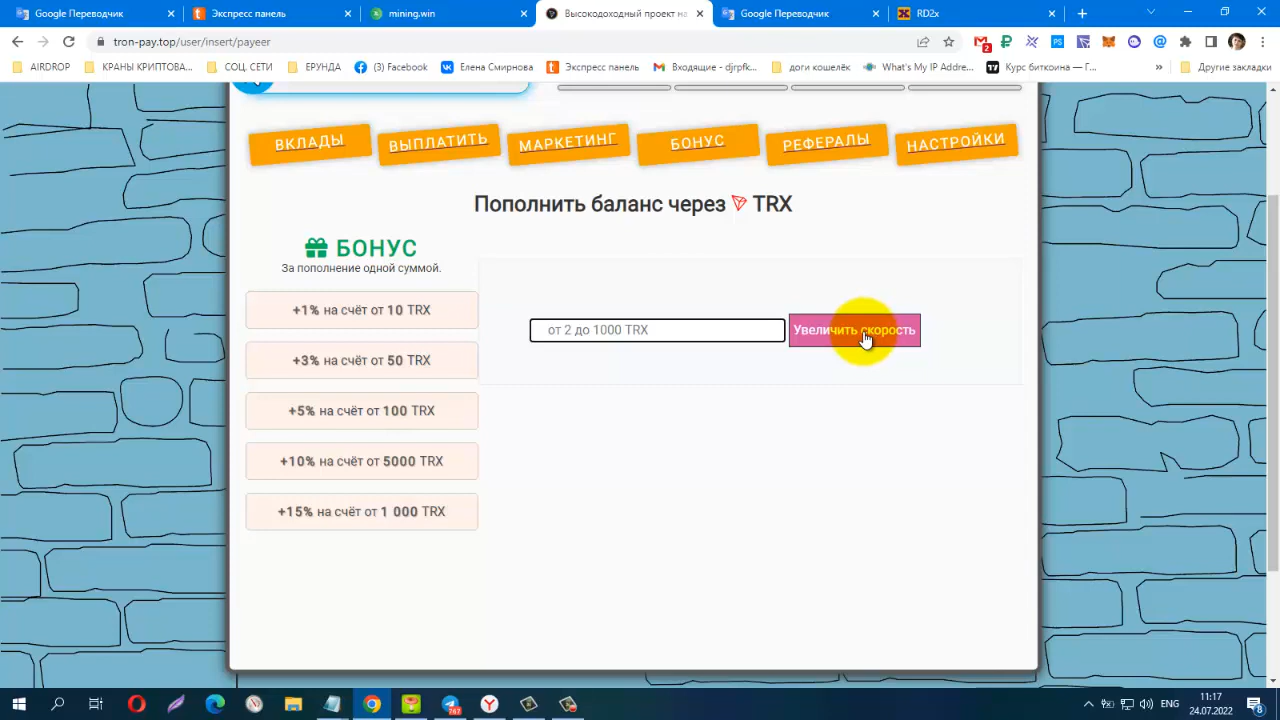 Google Переводчик
Экспресс панель
mining.win
Высокодоходный проект на
Google Переводчик
RD2x
tron-pay.top/user/insert/payeer
2
AIRDROP
КРАНЫ КРИПТОВА...
СОЦ. СЕТИ
ЕРУНДА
(3) Facebook
Елена Смирнова
Экспресс панель
Входящие - djrpfk...
доги кошелёк
What's My IP Addre...
Курс биткоина — Г...
»
Другие закладки
ВКЛАДЫ
ВЫПЛАТИТЬ
МАРКЕТИНГ
БОНУС
РЕФЕРАЛЫ
НАСТРОЙКИ
Пополнить баланс через TRX
БОНУС
За пополнение одной суммой.
+1% на счёт от 10 TRX
+3% на счёт от 50 TRX
+5% на счёт от 100 TRX
+10% на счёт от 5000 TRX
+15% на счёт от 1 000 TRX
от 2 до 1000 TRX
Увеличить скорость
ENG
11:17
24.07.2022